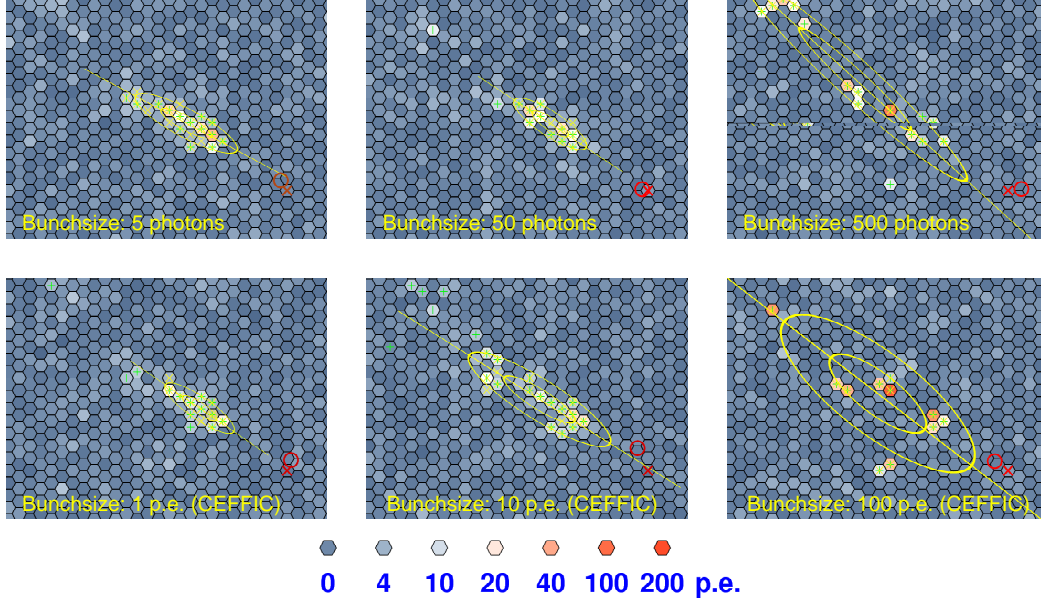 Bunchsize: 5 photons
Bunchsize: 50 photons
Bunchsize: 500 photons
Bunchsize: 1 p.e. (CEFFIC)
Bunchsize: 10 p.e. (CEFFIC)
Bunchsize: 100 p.e. (CEFFIC)
0 4 10 20 40 100 200 p.e.